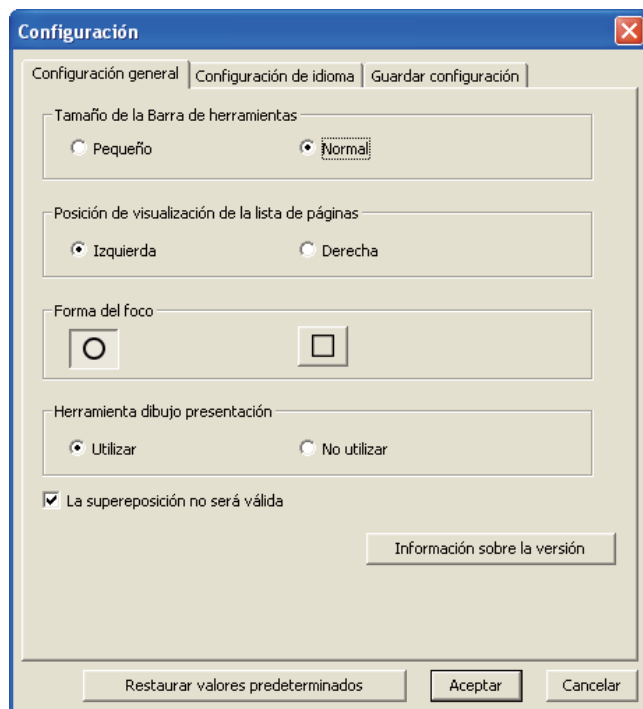 Configuración
Configuración general Configuración de idioma Guardar configuración
Tamaño de la Barra de herramientas
Pequeño Normal
Posición de visualización de la lista de páginas
Izquierda Derecha
Forma del foco
Herramienta dibujo presentación
Utilizar No utilizar
La supereposición no será válida
Información sobre la versión
Restaurar valores predeterminados Aceptar Cancelar